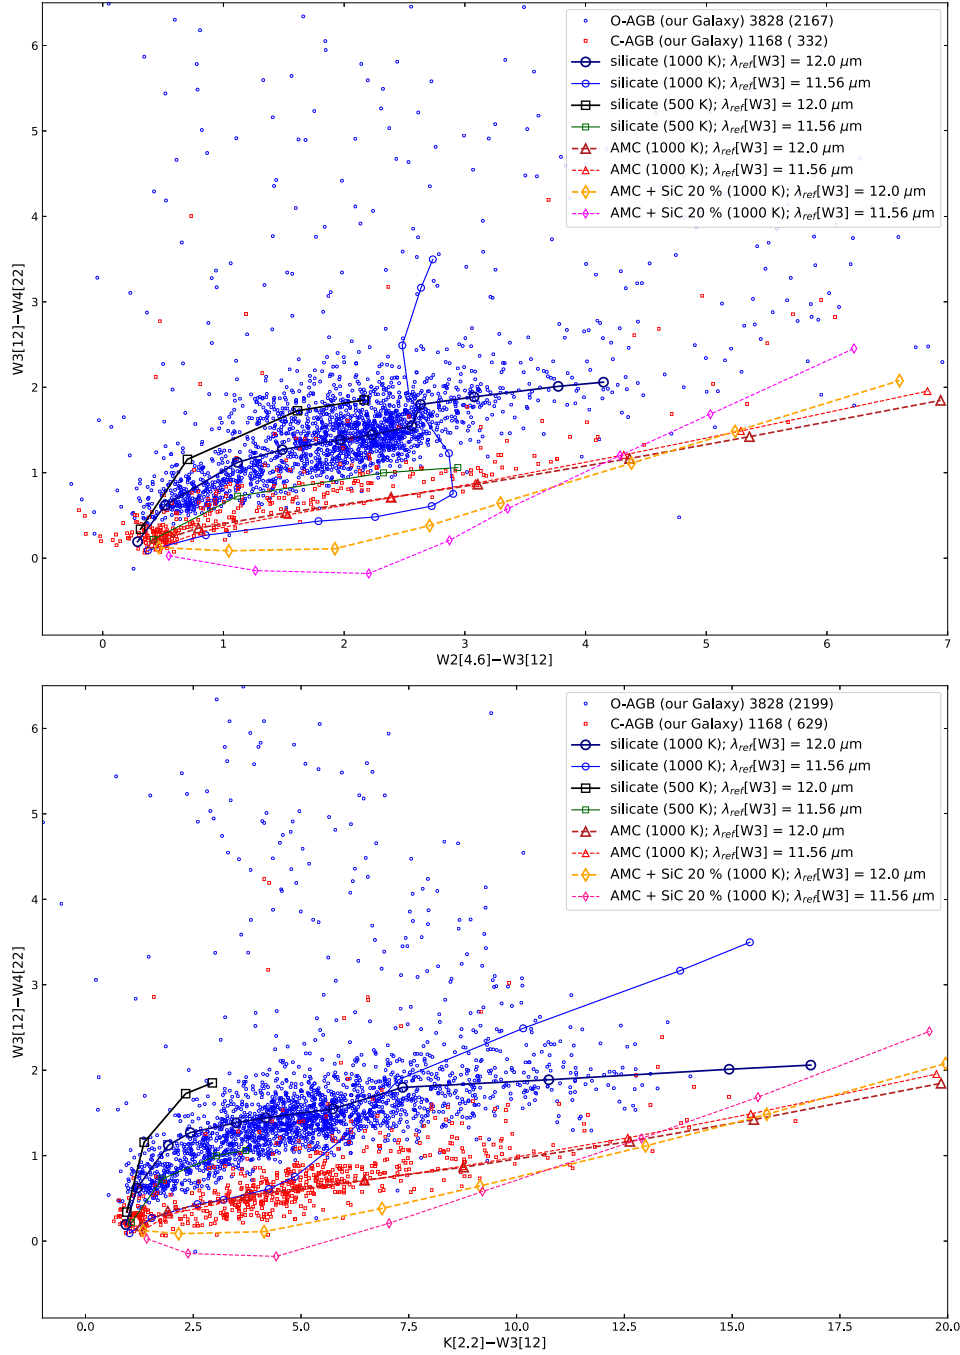 O-AGB (our Galaxy) 3828 (2167)
C-AGB (our Galaxy) 1168 ( 332)
silicate (1000 K); λref[W3] = 12.0 μm
silicate (1000 K); λref[W3] = 11.56 μm
silicate (500 K); λref[W3] = 12.0 μm
silicate (500 K); λref[W3] = 11.56 μm
AMC (1000 K); λref[W3] = 12.0 μm
AMC (1000 K); λref[W3] = 11.56 μm
AMC + SiC 20 % (1000 K); λref[W3] = 12.0 μm
AMC + SiC 20 % (1000 K); λref[W3] = 11.56 μm
6
5
4
3
2
1
0
W3[12]−W4[22]
0 1 2 3 4 5 6 7
W2[4.6]−W3[12]
O-AGB (our Galaxy) 3828 (2199)
C-AGB (our Galaxy) 1168 ( 629)
silicate (1000 K); λref[W3] = 12.0 μm
silicate (1000 K); λref[W3] = 11.56 μm
silicate (500 K); λref[W3] = 12.0 μm
silicate (500 K); λref[W3] = 11.56 μm
AMC (1000 K); λref[W3] = 12.0 μm
AMC (1000 K); λref[W3] = 11.56 μm
AMC + SiC 20 % (1000 K); λref[W3] = 12.0 μm
AMC + SiC 20 % (1000 K); λref[W3] = 11.56 μm
6
5
4
3
2
1
0
W3[12]−W4[22]
0.0 2.5 5.0 7.5 10.0 12.5 15.0 17.5 20.0
K[2.2]−W3[12]